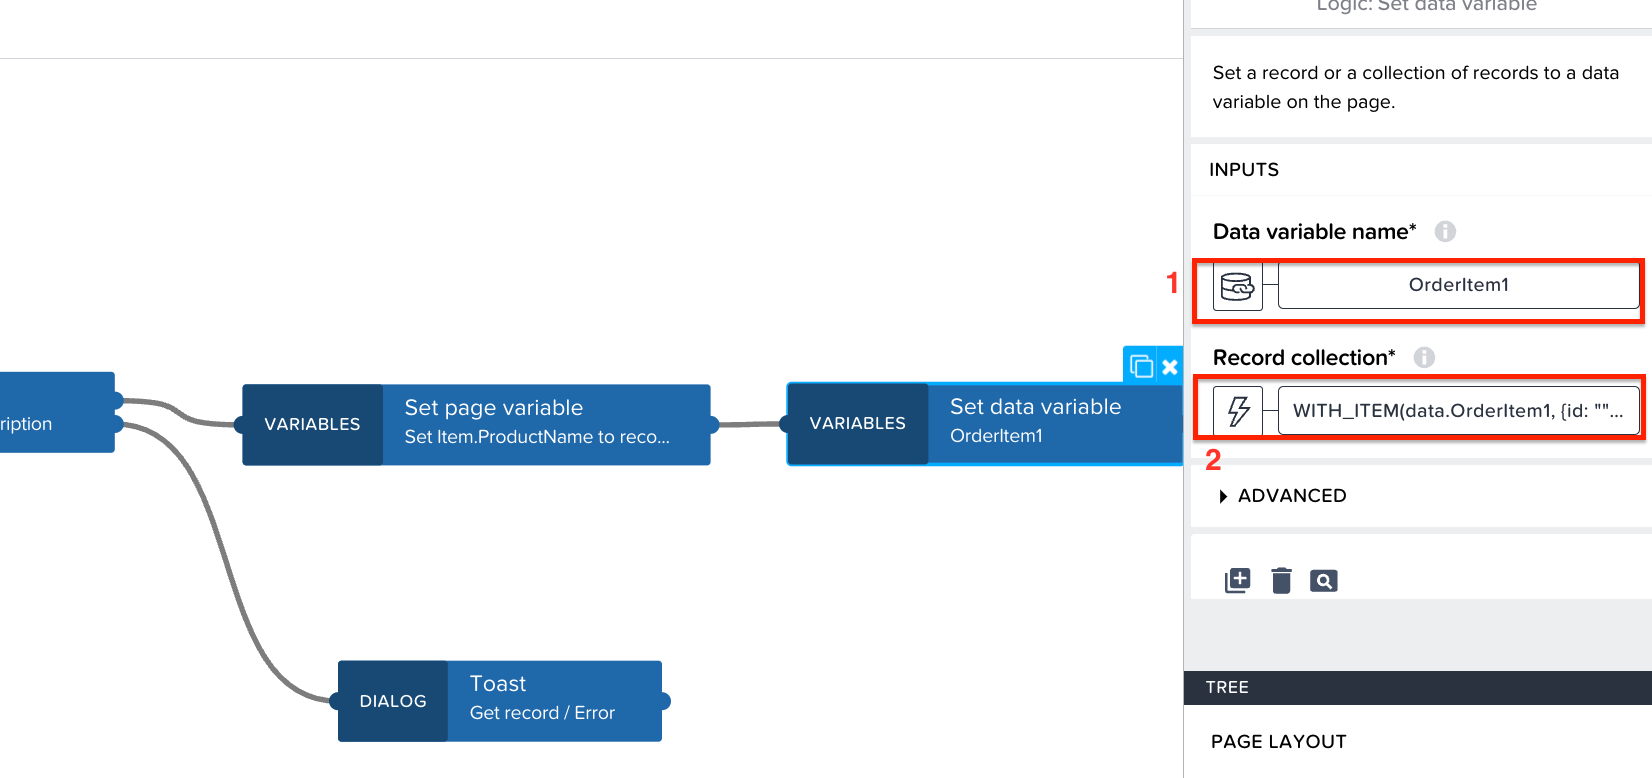 Logic: Set data variable
Set a record or a collection of records to a data
variable on the page.
INPUTS
Data variable name*
1
OrderItem1
Record collection*
WITH_ITEM(data.OrderItem1, {id: ""...
2
ADVANCED
TREE
PAGE LAYOUT
ription
VARIABLES
Set page variable
Set Item.ProductName to reco...
VARIABLES
Set data variable
OrderItem1
DIALOG
Toast
Get record / Error